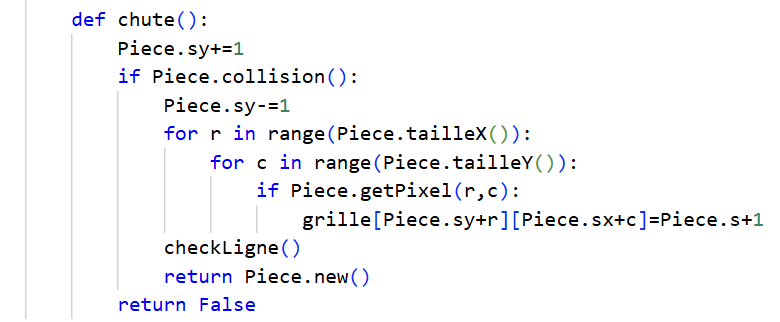 def chute():
Piece.sy+=1
if Piece.collision():
Piece.sy-=1
for r in range(Piece.tailleX()):
for c in range(Piece.tailleY()):
if Piece.getPixel(r,c):
grille[Piece.sy+r][Piece.sx+c]=Piece.s+1
checkLigne()
return Piece.new()
return False